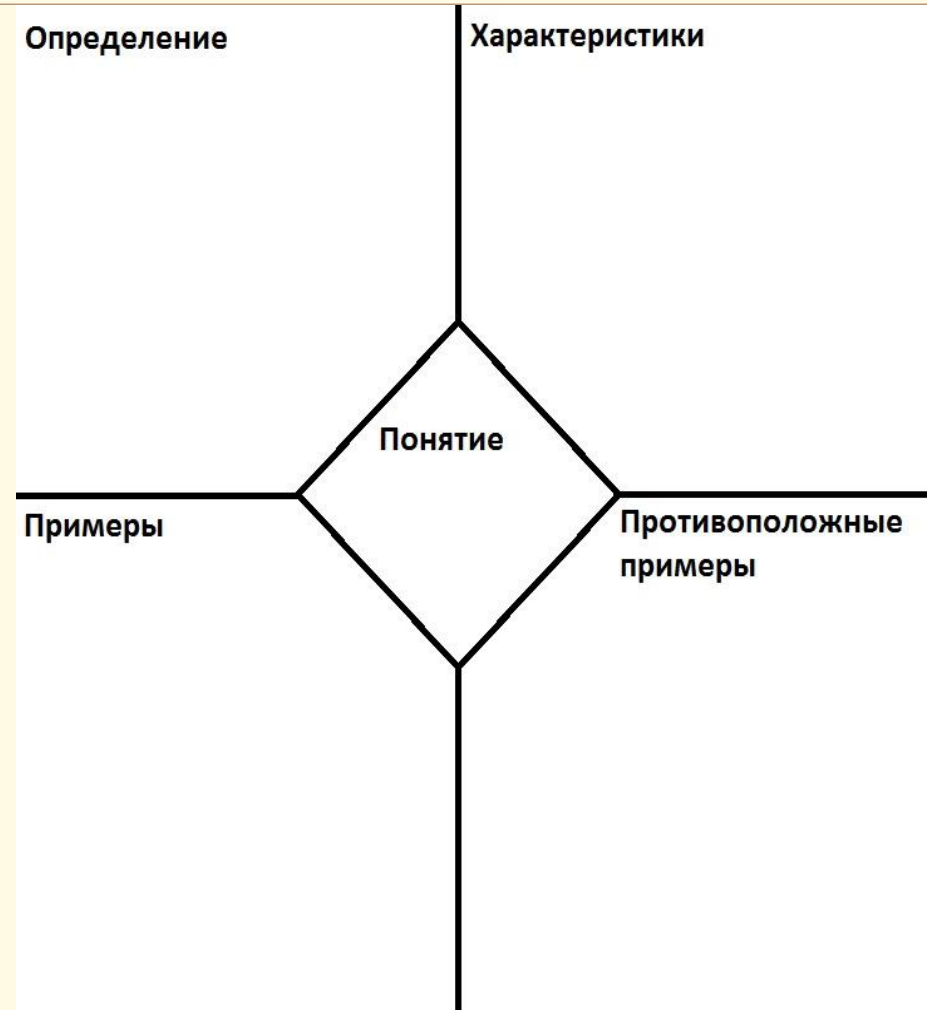 Определение
Характеристики
Понятие
Примеры
Противоположные
примеры